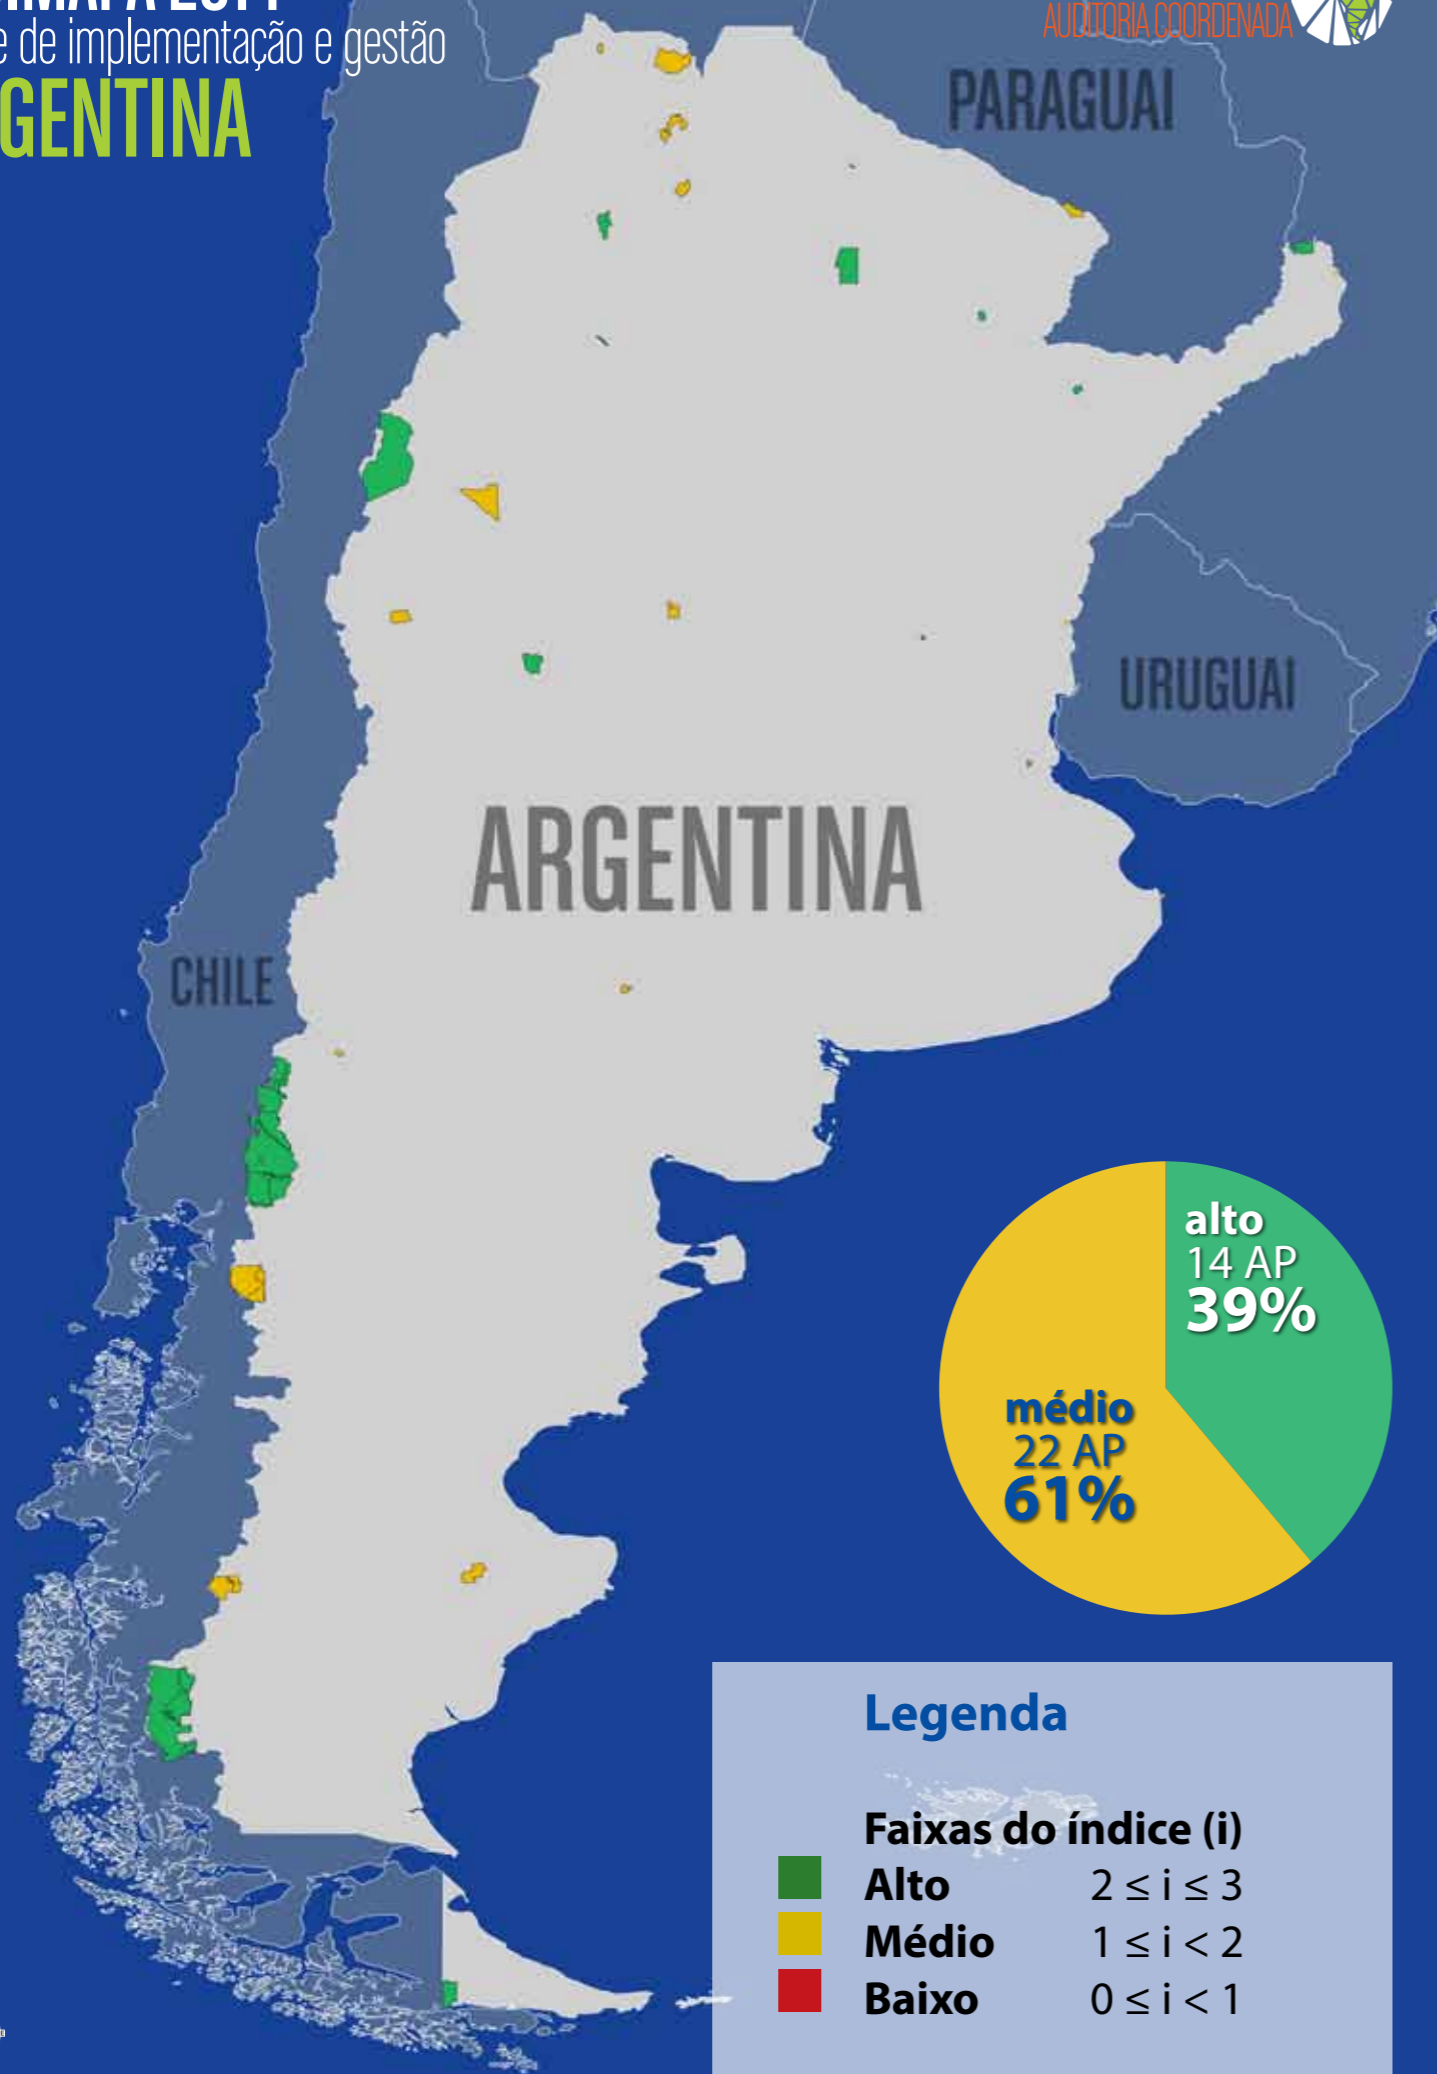 de implementação e gestão
AUDITORIA COORDENADA
PARAGUAI
URUGUAI
ARGENTINA
CHILE
alto
14 AP
39%
médio
22 AP
61%
Legenda
Faixas do índice (i)
Alto 2 ≤ i ≤ 3
Médio 1 ≤ i < 2
Baixo 0 ≤ i < 1